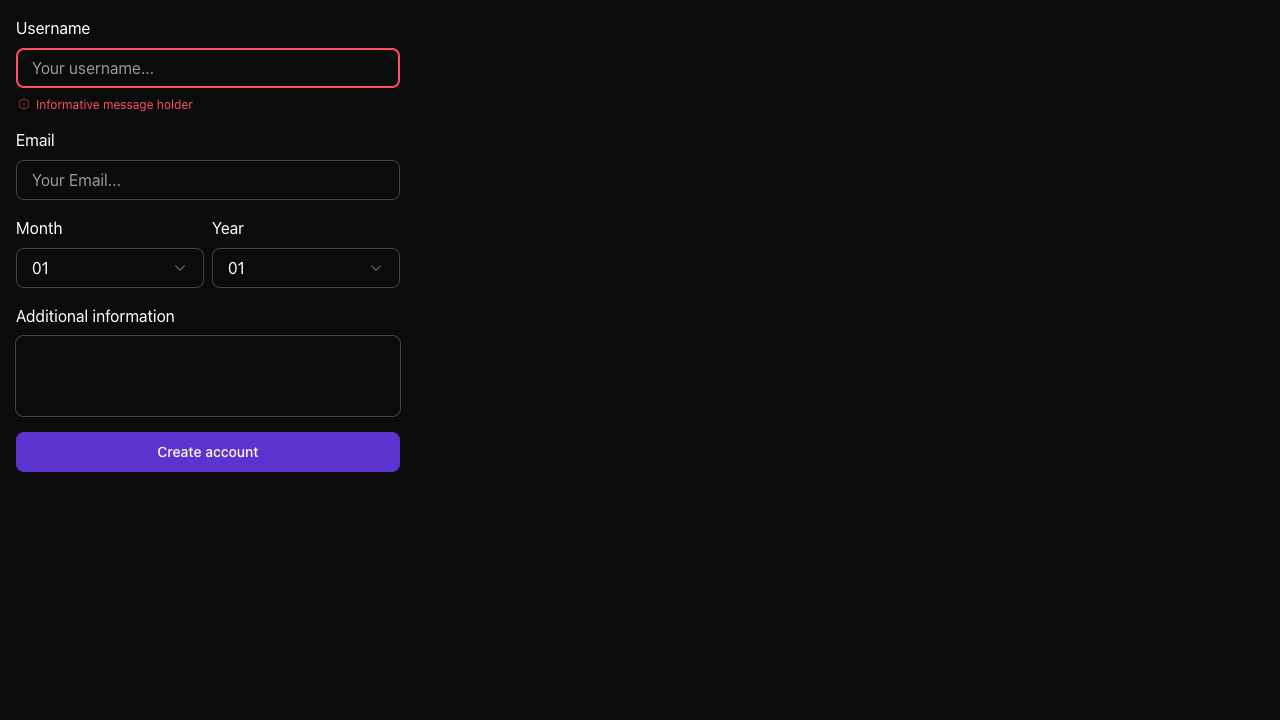 Username
Your username...
Informative message holder
Email
Your Email...
Month Year
01 01
Additional information
Create account